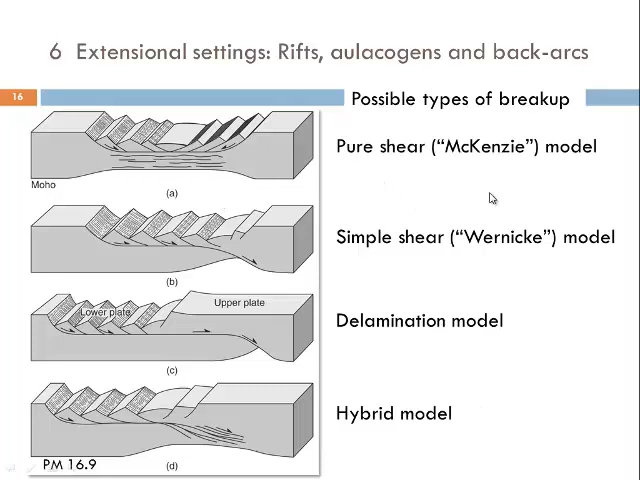 6 Extensional settings: Rifts, aulacogens and back-arcs
16
Possible types of breakup
Pure shear (“McKenzie”) model
Moho
(a)
Simple shear (“Wernicke”) model
(b)
Upper plate
Lower plate
Delamination model
(c)
Hybrid model
PM 16.9
(d)